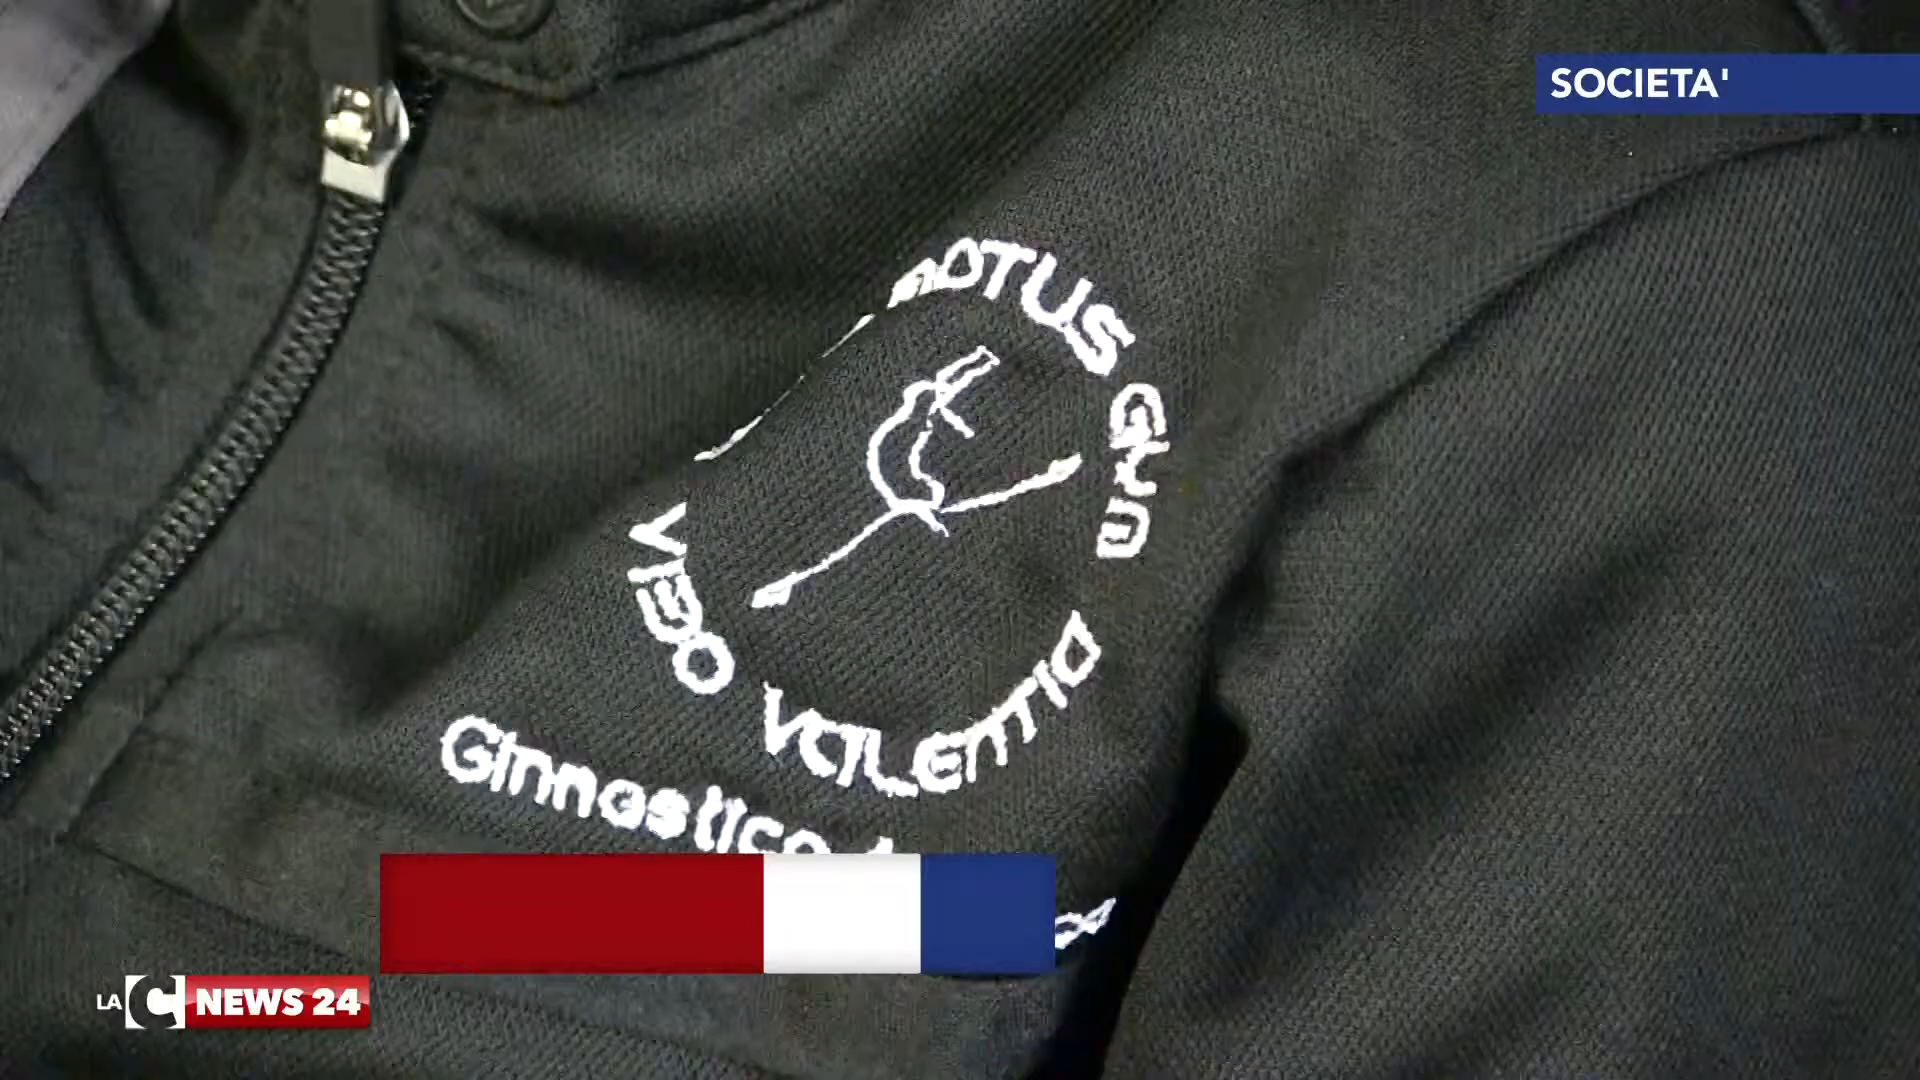 SOCIETA'
MOTUS GYM
VIBO VALENTIA
Ginnastica
LA C NEWS 24